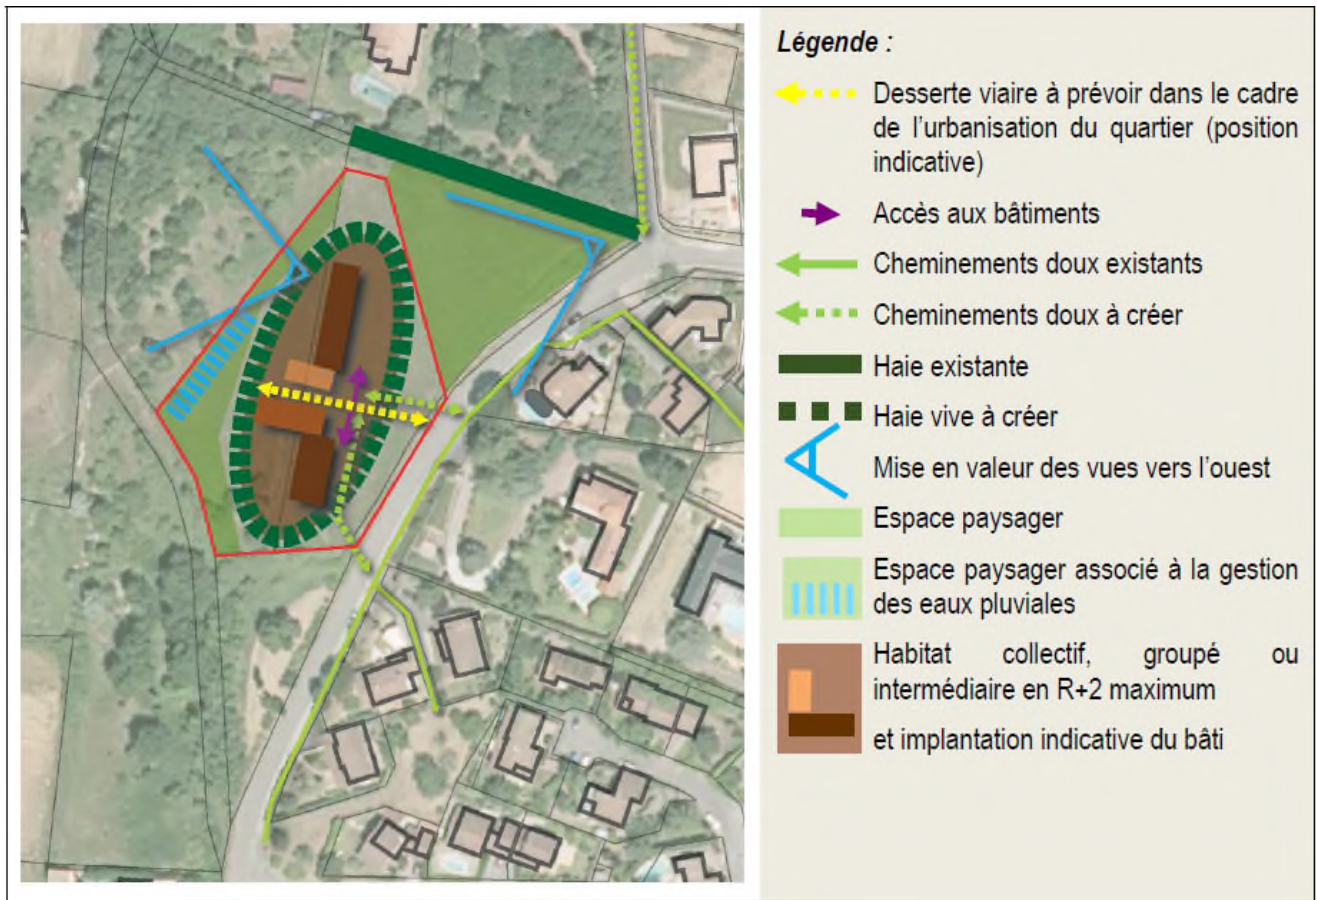 Légende :
Desserte viaire à prévoir dans le cadre
de l’urbanisation du quartier (position
indicative)
Accès aux bâtiments
Cheminements doux existants
Cheminements doux à créer
Haie existante
Haie vive à créer
Mise en valeur des vues vers l’ouest
Espace paysager
Espace paysager associé à la gestion
des eaux pluviales
Habitat collectif, groupé ou
intermédiaire en R+2 maximum
et implantation indicative du bâti